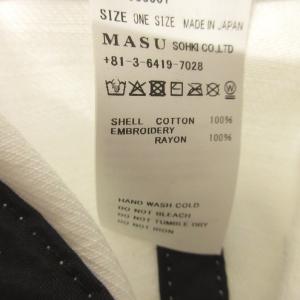 SIZE ONE SIZE MADE IN JAPAN
MASU SOHKI CO.,LTD
+81-3-6419-7028
SHELL COTTON 100%
EMBROIDERY
RAYON 100%
HAND WASH COLD
DO NOT BLEACH
DO NOT TUMBLE DRY
DO NOT IRON